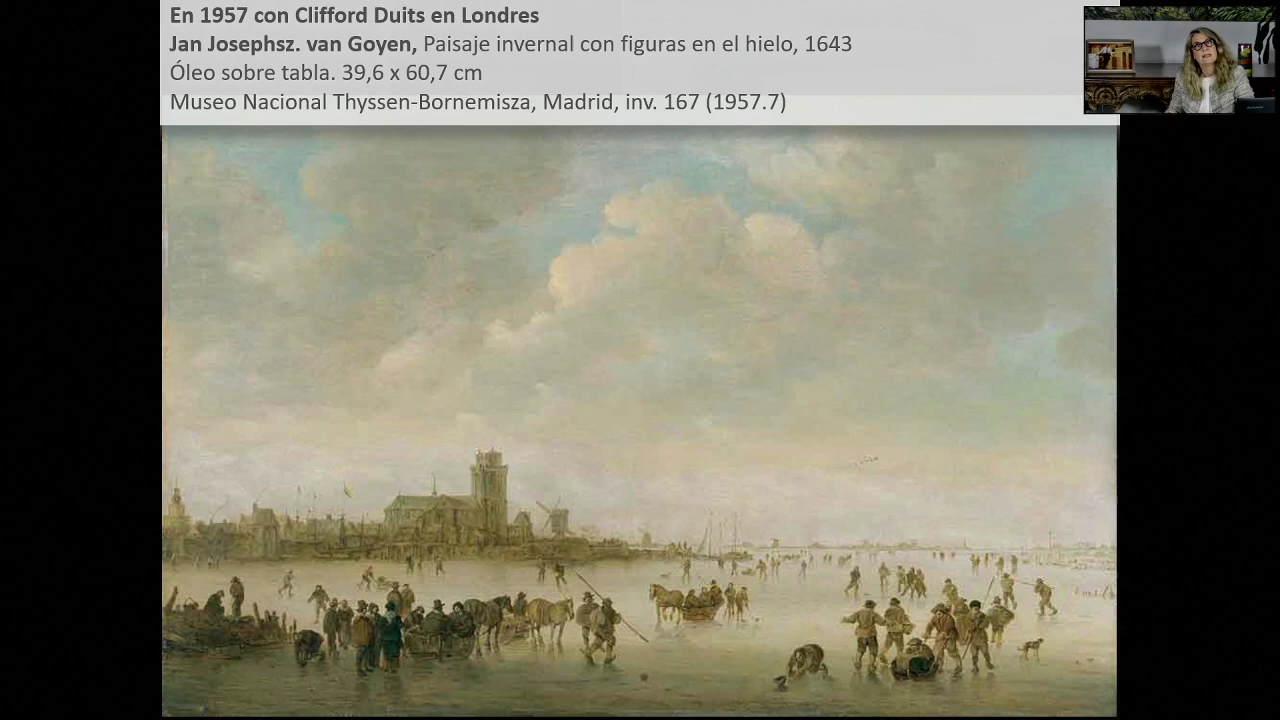 En 1957 con Clifford Duits en Londres
Jan Josephsz. van Goyen, Paisaje invernal con figuras en el hielo, 1643
Óleo sobre tabla. 39,6 x 60,7 cm
Museo Nacional Thyssen-Bornemisza, Madrid, inv. 167 (1957.7)